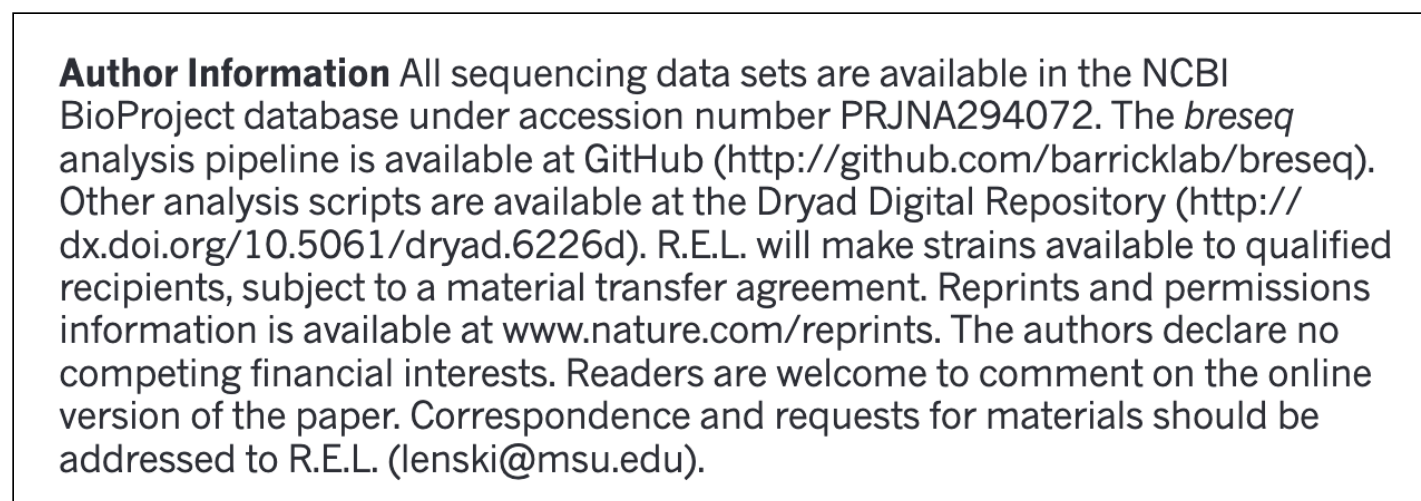 Author Information All sequencing data sets are available in the NCBI
BioProject database under accession number PRJNA294072. The breseq
analysis pipeline is available at GitHub (http://github.com/barricklab/breseq).
Other analysis scripts are available at the Dryad Digital Repository (http://
dx.doi.org/10.5061/dryad.6226d). R.E.L. will make strains available to qualified
recipients, subject to a material transfer agreement. Reprints and permissions
information is available at www.nature.com/reprints. The authors declare no
competing financial interests. Readers are welcome to comment on the online
version of the paper. Correspondence and requests for materials should be
addressed to R.E.L. (lenski@msu.edu).